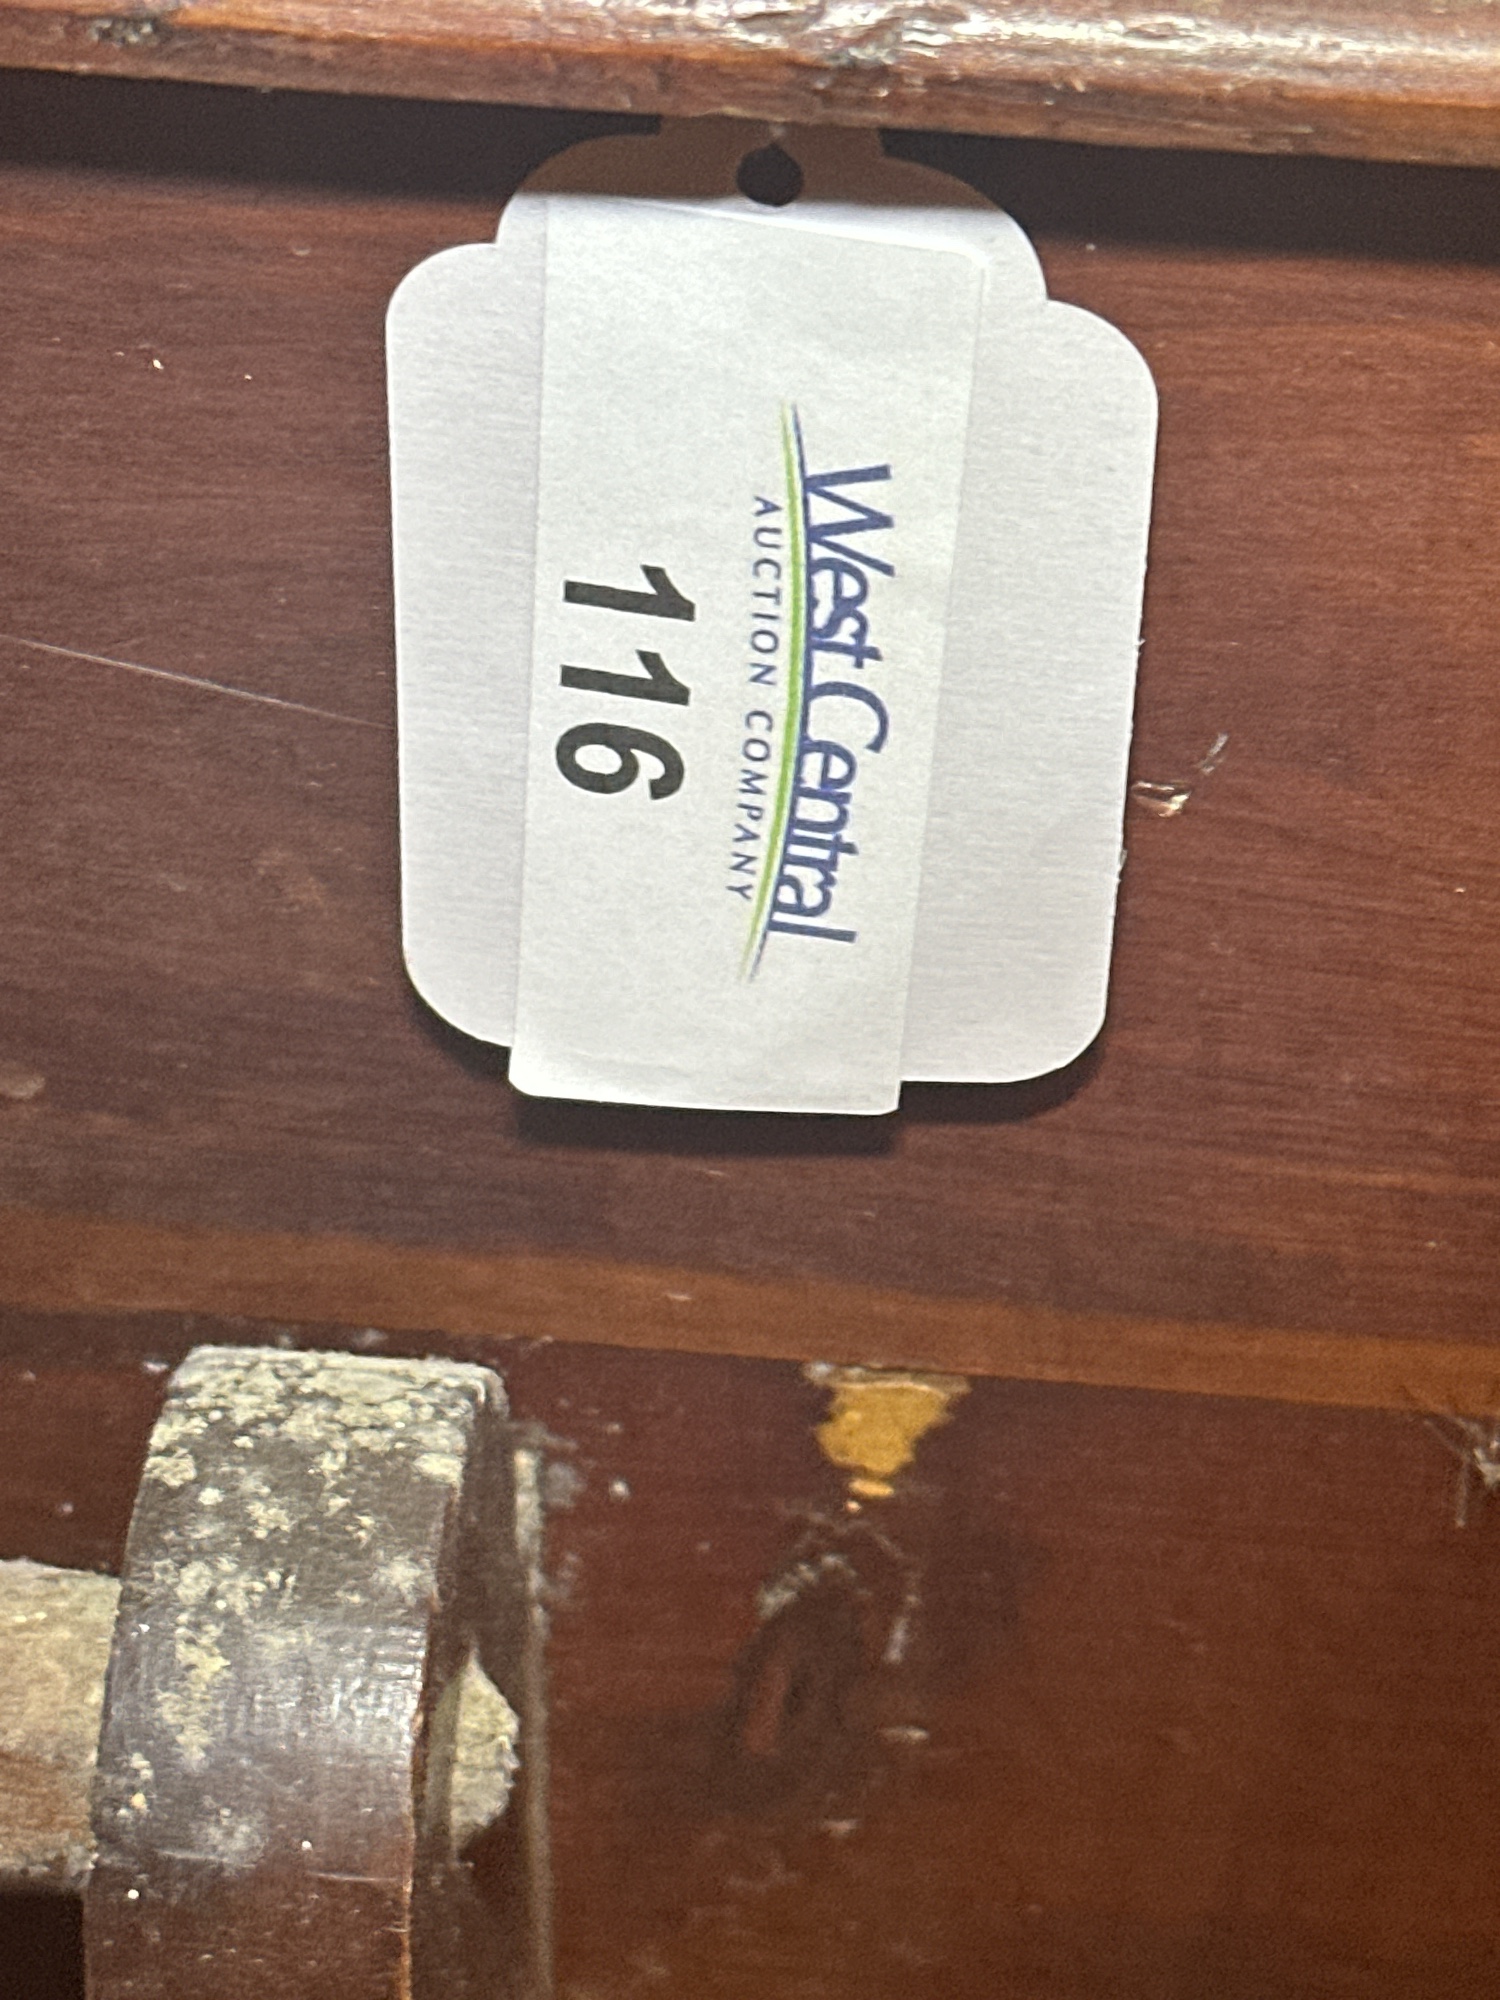 West Central
AUCTION COMPANY
116